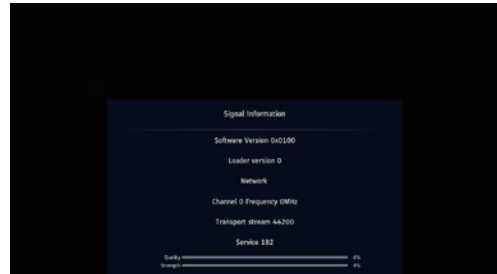 Signal Information
Software Version 0x0100
Loader version 0
Network
Channel 0 Frequency 0MHz
Transport stream 44200
Service 182
Quality 0%
Strength 0%